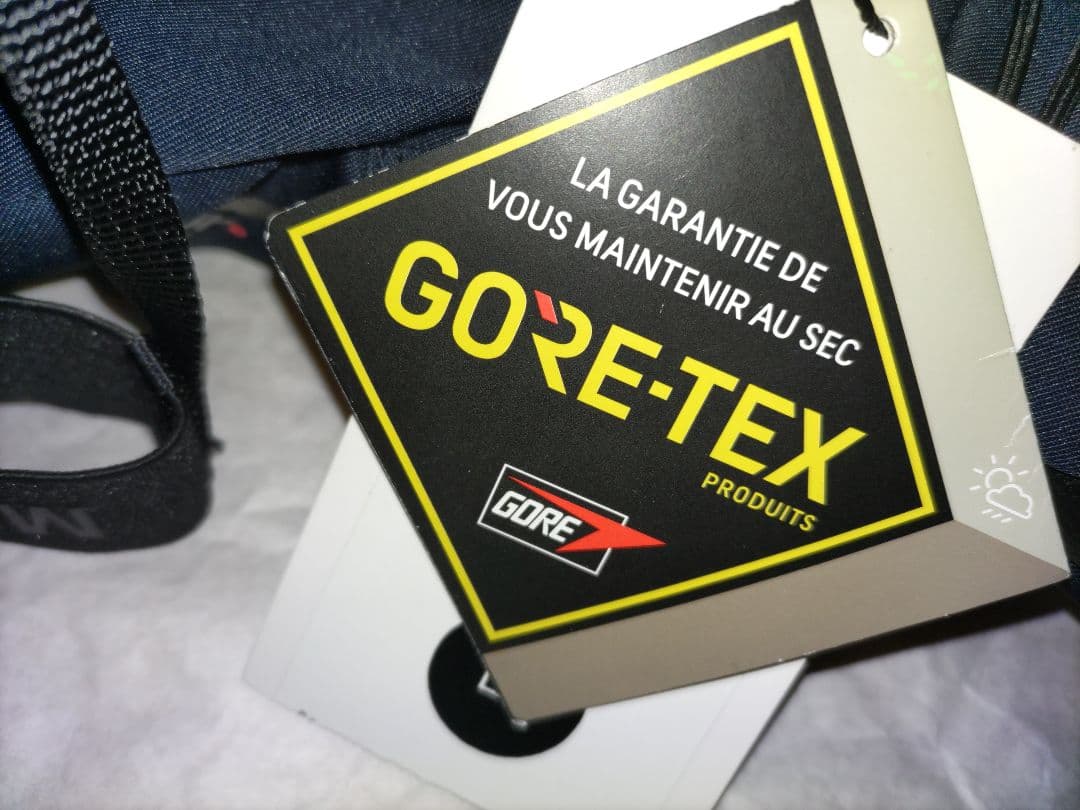 LA GARANTIE DE
VOUS MAINTENIR AU SEC
GORE-TEX
PRODUITS
GORE